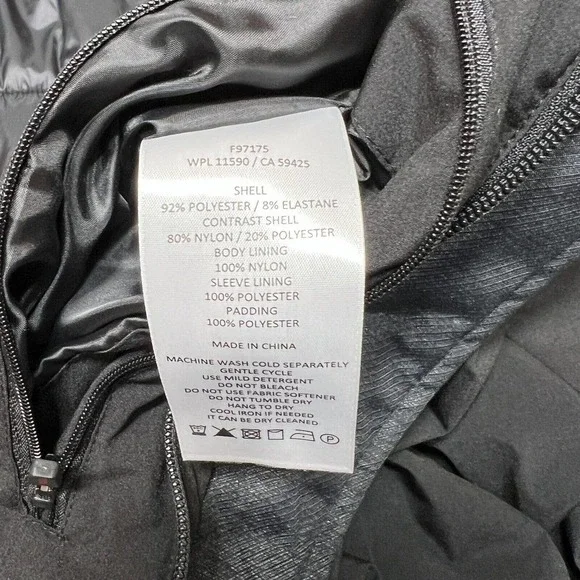 F97175
WPL 11590 / CA 59425
SHELL
92% POLYESTER / 8% ELASTANE
CONTRAST SHELL
80% NYLON / 20% POLYESTER
BODY LINING
100% NYLON
SLEEVE LINING
100% POLYESTER
PADDING
100% POLYESTER
MADE IN CHINA
MACHINE WASH COLD SEPARATELY
GENTLE CYCLE
USE MILD DETERGENT
DO NOT BLEACH
DO NOT USE FABRIC SOFTENER
DO NOT TUMBLE DRY
HANG TO DRY
COOL IRON IF NEEDED
IT CAN BE DRY CLEANED
P